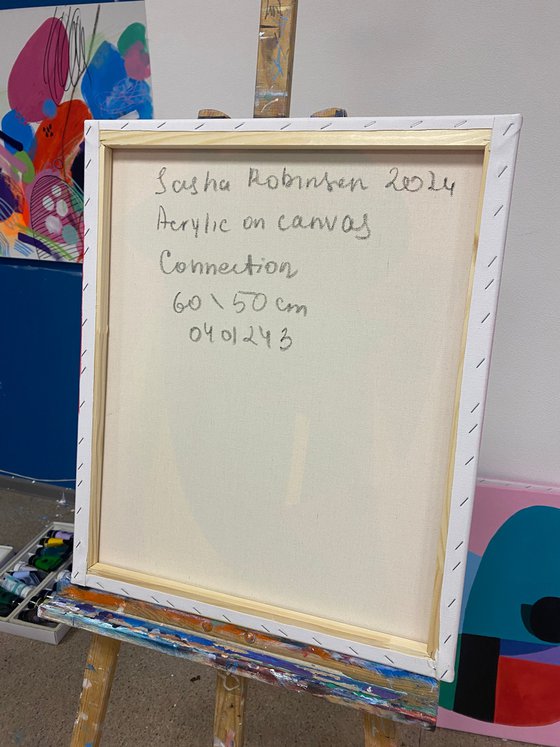 Sasha Robinson 2024
Acrylic on canvas
Connection
60\50 cm
0401243